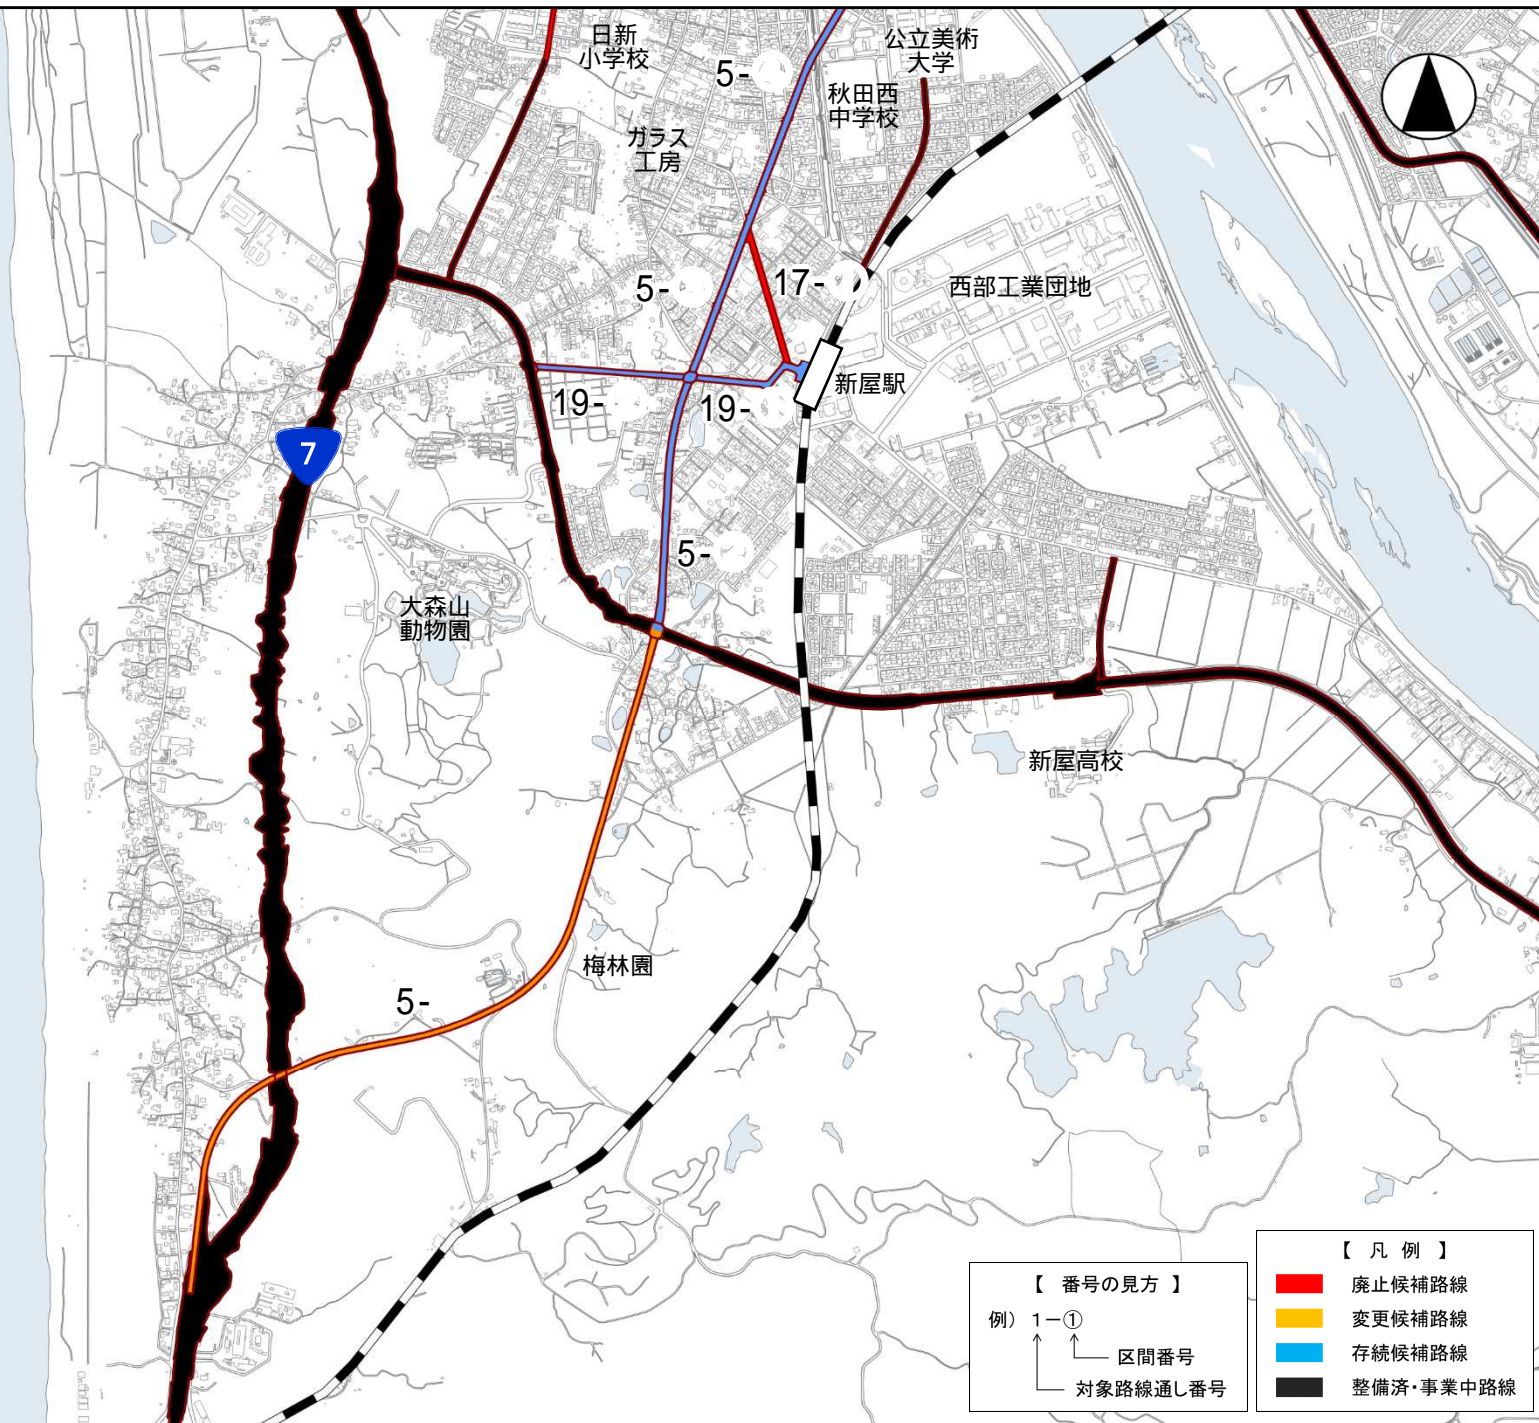 日新
小学校
5-
公立美術
大学
秋田西
中学校
ガラス
工房
5-
17-
西部工業団地
新屋駅
19-
19-
7
5-
大森山
動物園
新屋高校
梅林園
5-
【 番号の見方 】
例） 1－①
区間番号
対象路線通し番号
【 凡 例 】
廃止候補路線
変更候補路線
存続候補路線
整備済・事業中路線